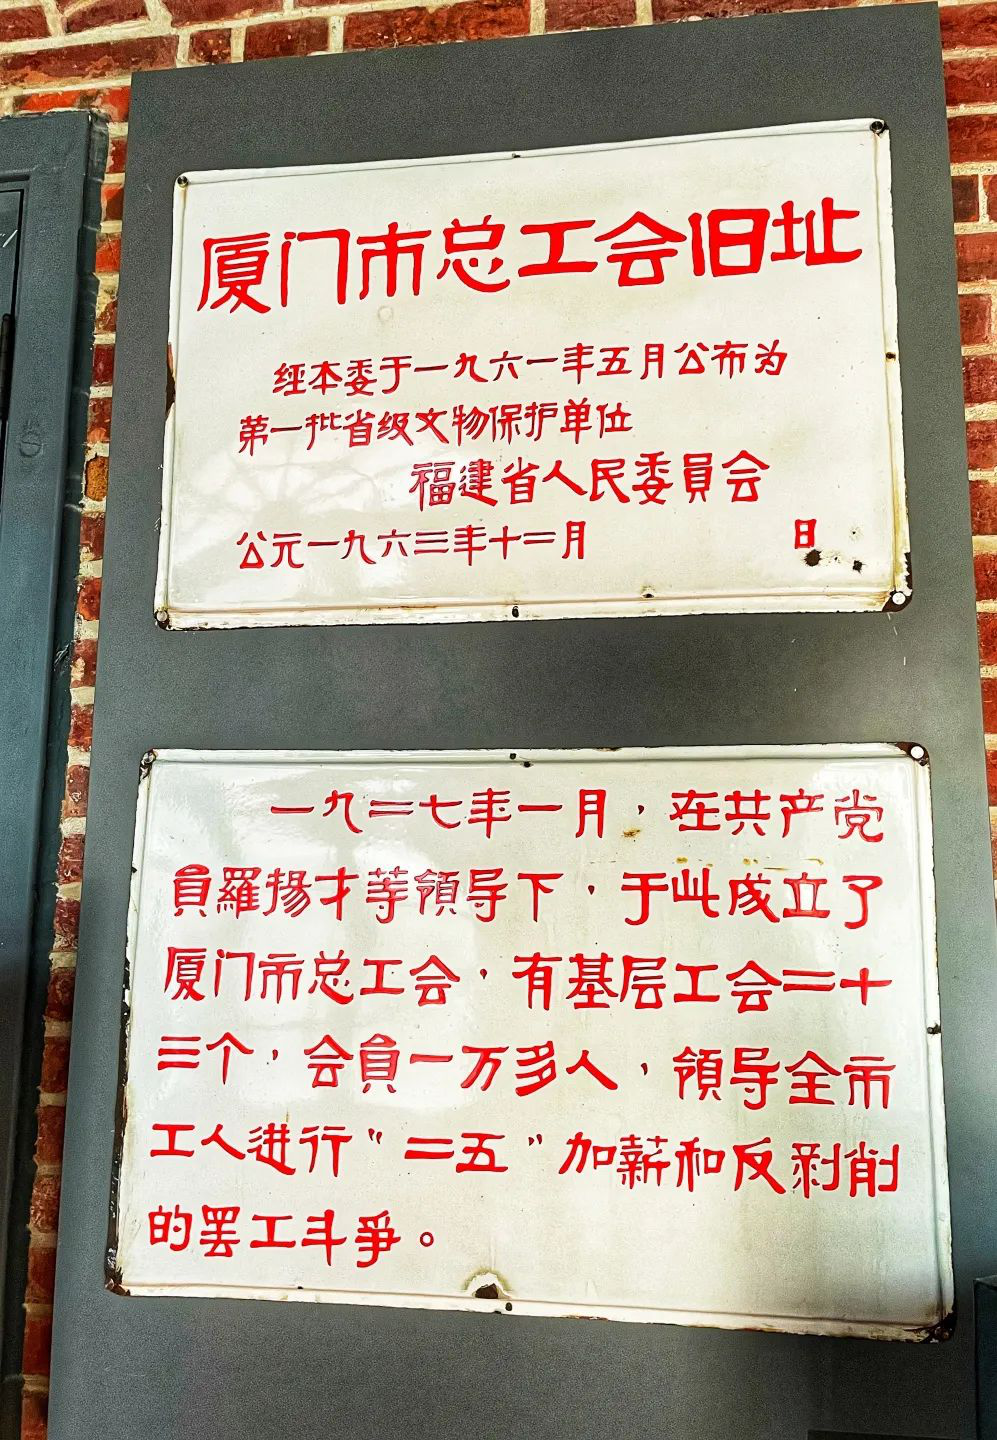 厦门市总工会旧址
经本委于一九六一年五月公布为
第一批省级文物保护单位
福建省人民委員会
公元一九六三年十二月 日
一九二七年一月，在共产党
員羅揚才等領导下，于此成立了
厦门市总工会，有基层工会二十
三个，会員一万多人，領导全市
工人进行“二五”加薪和反剥削
的罢工斗爭。